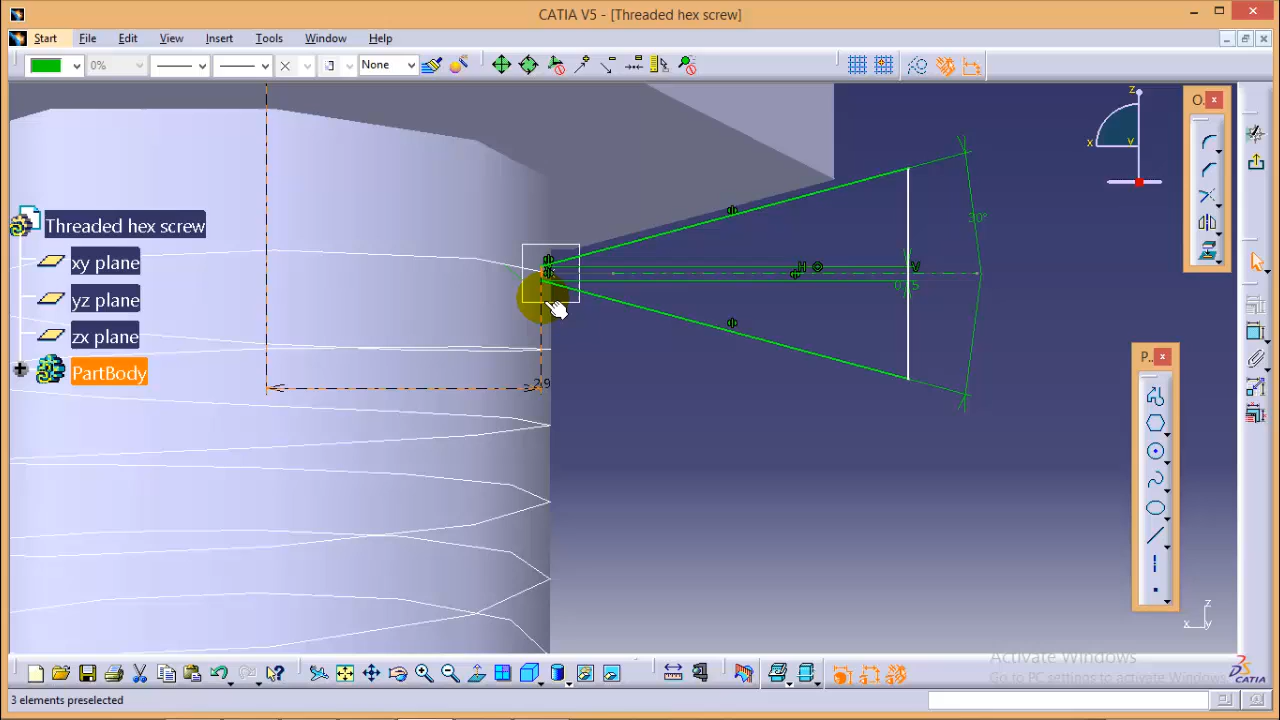 CATIA V5 - [Threaded hex screw]
Start File Edit View Insert Tools Window Help
0% None
O..
z
x v
P..
30°
H V
Threaded hex screw
xy plane
yz plane
zx plane
PartBody
z
x y
Activate Windows
Go to PC settings to activate Windows.
CATIA
3 elements preselected